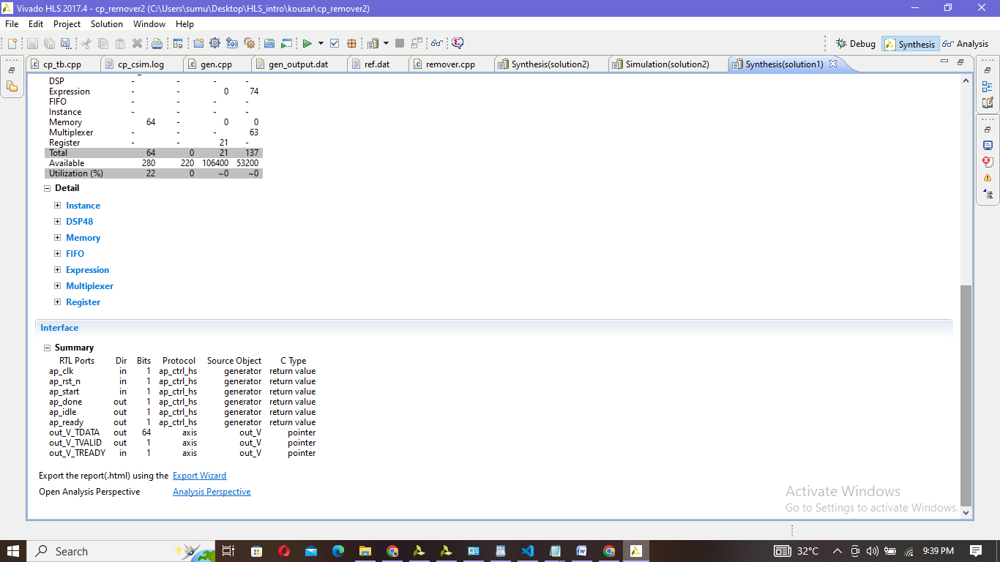 Vivado HLS 2017.4 - cp_remover2 (C:\Users\sumu\Desktop\HLS_intro\kousar\cp_remover2)
File Edit Project Solution Window Help
Debug Synthesis Analysis
cp_tb.cpp cp_csim.log gen.cpp gen_output.dat ref.dat remover.cpp Synthesis(solution2) Simulation(solution2) Synthesis(solution1)
DSP - - - -
Expression - - 0 74
FIFO - - - -
Instance - - - -
Memory 64 - 0 0
Multiplexer - - - 63
Register - - 21 -
Total 64 0 21 137
Available 280 220 106400 53200
Utilization (%) 22 0 ~0 ~0
Detail
Instance
DSP48
Memory
FIFO
Expression
Multiplexer
Register
Interface
Summary
RTL Ports Dir Bits Protocol Source Object C Type
ap_clk in 1 ap_ctrl_hs generator return value
ap_rst_n in 1 ap_ctrl_hs generator return value
ap_start in 1 ap_ctrl_hs generator return value
ap_done out 1 ap_ctrl_hs generator return value
ap_idle out 1 ap_ctrl_hs generator return value
ap_ready out 1 ap_ctrl_hs generator return value
out_V_TDATA out 64 axis out_V pointer
out_V_TVALID out 1 axis out_V pointer
out_V_TREADY in 1 axis out_V pointer
Export the report(.html) using the Export Wizard
Open Analysis Perspective Analysis Perspective
Activate Windows
Go to Settings to activate Windows.
Search 32°C 9:39 PM